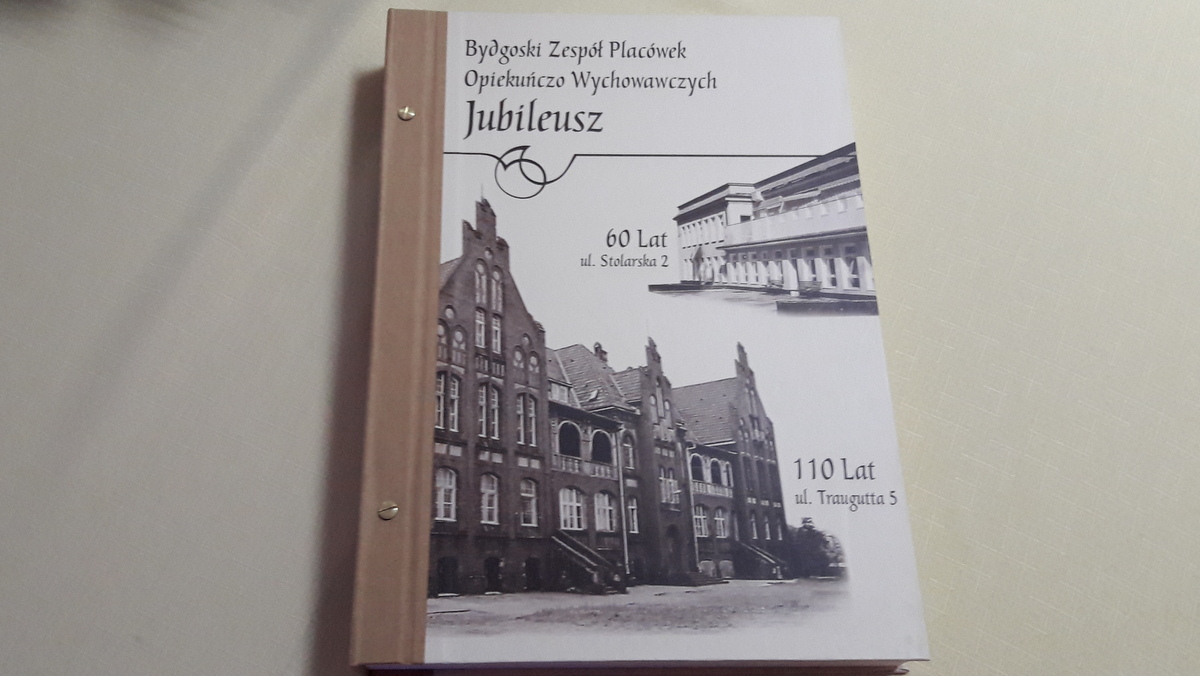 Bydgoski Zespół Placówek
Opiekuńczo Wychowawczych
Jubileusz
60 Lat
ul. Stolarska 2
110 Lat
ul. Traugutta 5